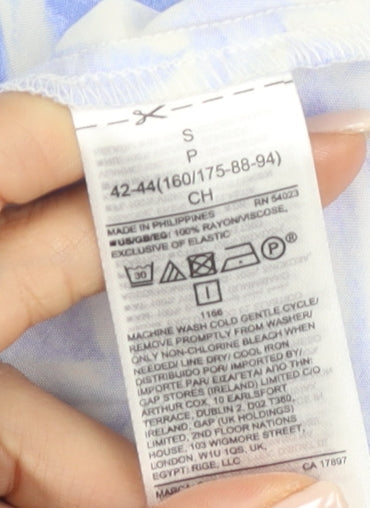 S
P
42-44(160/175-88-94)
CH
MADE IN PHILIPPINES RN 54023
#US/GB/EG: 100% RAYON/VISCOSE,
EXCLUSIVE OF ELASTIC
30 P®
I
1166
MACHINE WASH COLD GENTLE CYCLE/
REMOVE PROMPTLY FROM WASHER/
ONLY NON-CHLORINE BLEACH WHEN
NEEDED/ LINE DRY/ COOL IRON
DISTRIBUIDO POR/ IMPORTED BY/
IMPORTE PAR/ ΕΙΣΑΓΕΤΑΙ ΑΠΟ ΤΗΝ:
GAP STORES (IRELAND) LIMITED C/O
ARTHUR COX, 10 EARLSFORT
TERRACE, DUBLIN 2, D02 T380,
IRELAND, GAP (UK HOLDINGS)
LIMITED, 2ND FLOOR NATIONS
HOUSE, 103 WIGMORE STREET,
LONDON, W1U 1QS, UK,
EGYPT: RIGE, LLC
CA 17897